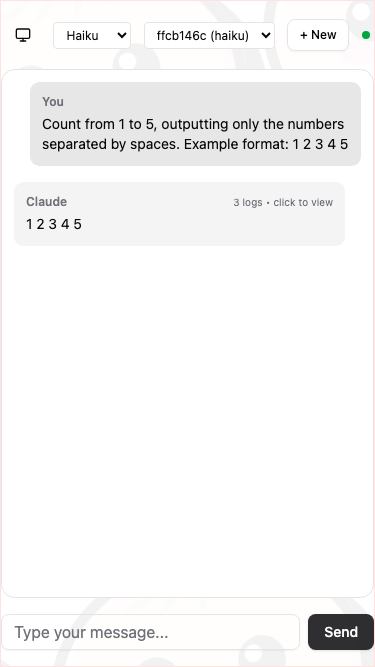 Haiku
ffcb146c (haiku)
+ New
You
Count from 1 to 5, outputting only the numbers
separated by spaces. Example format: 1 2 3 4 5
Claude
3 logs • click to view
1 2 3 4 5
Type your message...
Send